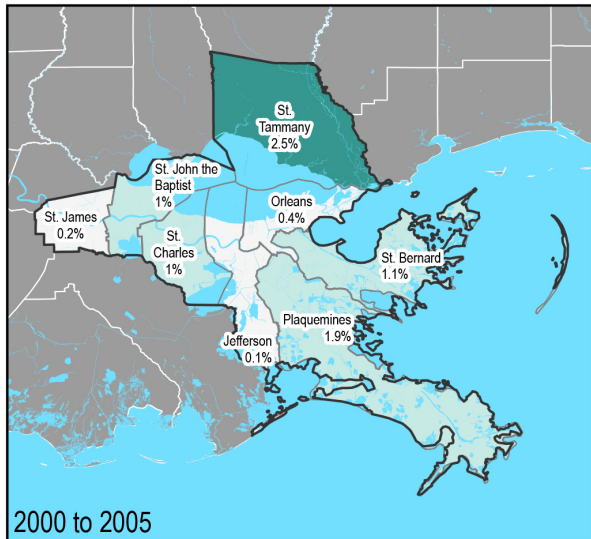 St.
Tammany
2.5%
St. John the
Baptist
1%
Orleans
0.4%
St. James
0.2%
St.
Charles
1%
St. Bernard
1.1%
Plaquemines
1.9%
Jefferson
0.1%
2000 to 2005